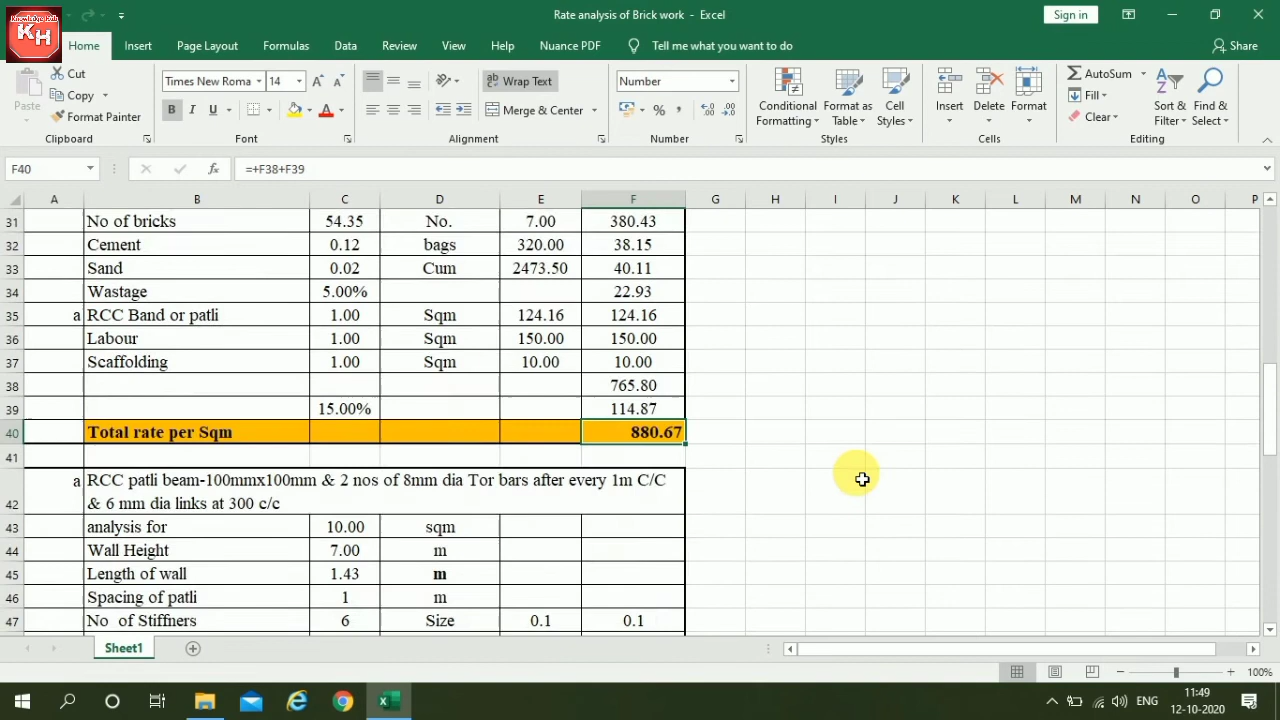 Knowledge hub
KH
Rate analysis of Brick work - Excel
Sign in
Home Insert Page Layout Formulas Data Review View Help Nuance PDF Tell me what you want to do Share
Paste
Cut
Copy
Format Painter
Clipboard
Times New Roma 14
B I U
Font
Wrap Text
Merge & Center
Alignment
Number
% ,
Number
Conditional Formatting
Format as Table
Cell Styles
Styles
Insert Delete Format
Cells
AutoSum
Fill
Clear
Sort & Filter
Find & Select
Editing
F40 fx =+F38+F39
A B C D E F G H I J K L M N O P
31 No of bricks 54.35 No. 7.00 380.43
32 Cement 0.12 bags 320.00 38.15
33 Sand 0.02 Cum 2473.50 40.11
34 Wastage 5.00% 22.93
35 a RCC Band or patli 1.00 Sqm 124.16 124.16
36 Labour 1.00 Sqm 150.00 150.00
37 Scaffolding 1.00 Sqm 10.00 10.00
38 765.80
39 15.00% 114.87
40 Total rate per Sqm 880.67
41
42 a RCC patli beam-100mmx100mm & 2 nos of 8mm dia Tor bars after every 1m C/C
& 6 mm dia links at 300 c/c
43 analysis for 10.00 sqm
44 Wall Height 7.00 m
45 Length of wall 1.43 m
46 Spacing of patli 1 m
47 No of Stiffners 6 Size 0.1 0.1
Sheet1
100%
ENG
11:49
12-10-2020